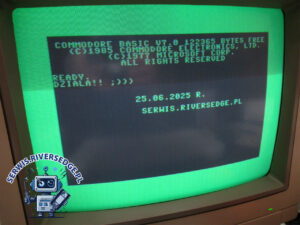 COMMODORE BASIC V7.0 122365 BYTES FREE
(C)1985 COMMODORE ELECTRONICS, LTD.
(C)1977 MICROSOFT CORP.
ALL RIGHTS RESERVED
READY.
DZIALA!! ;)))
25.06.2025 R.
SERWIS.RIVERSEDGE.PL
SERWIS.RIVERSEDGE.PL